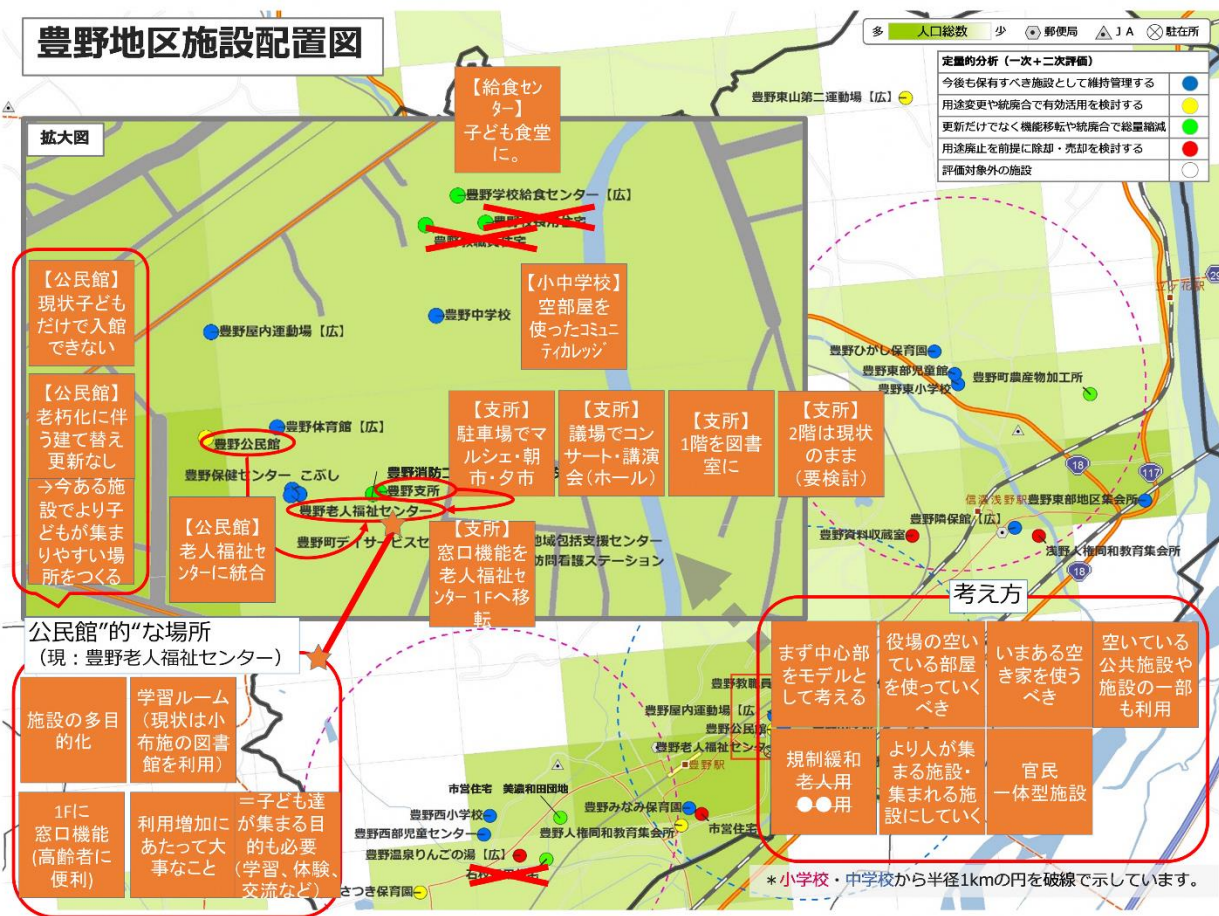 豊野地区施設配置図
多 人口総数 少 郵便局 JA 駐在所
定量的分析（一次＋二次評価）
今後も保有すべき施設として維持管理する
用途変更や統廃合で有効活用を検討する
更新だけでなく機能移転や統廃合で総量縮減
用途廃止を前提に除却・売却を検討する
評価対象外の施設
拡大図
【給食セン
ター】
子ども食堂
に。
豊野東山第二運動場【広】
豊野学校給食センター【広】
豊野中学校
【小中学校】
空部屋を
使ったコミュニ
ティカレッジ
豊野屋内運動場【広】
【公民館】
現状子ども
だけで入館
できない
【公民館】
老朽化に伴
う建て替え
更新なし
→今ある施
設でより子
どもが集ま
りやすい場
所をつくる
豊野体育館【広】
豊野公民館
豊野保健センター こぶし
豊野消防
豊野支所
豊野老人福祉センター
豊野町デイサービスセ
地域包括支援センター
訪問看護ステーション
【公民館】
老人福祉セ
ンターに統合
【支所】
駐車場でマ
ルシェ・朝
市・夕市
【支所】
議場でコン
サート・講演
会(ホール)
【支所】
1階を図書
室に
【支所】
2階は現状
のまま
（要検討）
【支所】
窓口機能を
老人福祉セ
ンター 1Fへ移
転
立ケ花駅
豊野ひがし保育園
豊野東部児童館
豊野東小学校
豊野町農産物加工所
18
117
信濃浅野駅
豊野東部地区集会所
豊野隣保館【広】
豊野資料収蔵室
浅野人権同和教育集会所
18
公民館”的“な場所
（現：豊野老人福祉センター）
施設の多目
的化
学習ルーム
（現状は小
布施の図書
館を利用）
1Fに
窓口機能
(高齢者に
便利)
利用増加に
あたって大
事なこと
＝子ども達
が集まる目
的も必要
（学習、体験、
交流など）
考え方
まず中心部
をモデルと
して考える
役場の空い
ている部屋
を使ってい
くべき
いまある空
き家を使う
べき
空いている
公共施設や
施設の一部
も利用
規制緩和
老人用
●●用
より人が集
まる施設・
集まれる施
設にしていく
官民
一体型施設
豊野教職員
豊野屋内運動場【広
豊野公民館
豊野老人福祉センタ
豊野駅
市営住宅 美濃和田団地
豊野西小学校
豊野西部児童センター
豊野みなみ保育園
豊野人権同和教育集会所
市営住宅
豊野温泉りんごの湯【広】
さつき保育園
＊小学校・中学校から半径1kmの円を破線で示しています。